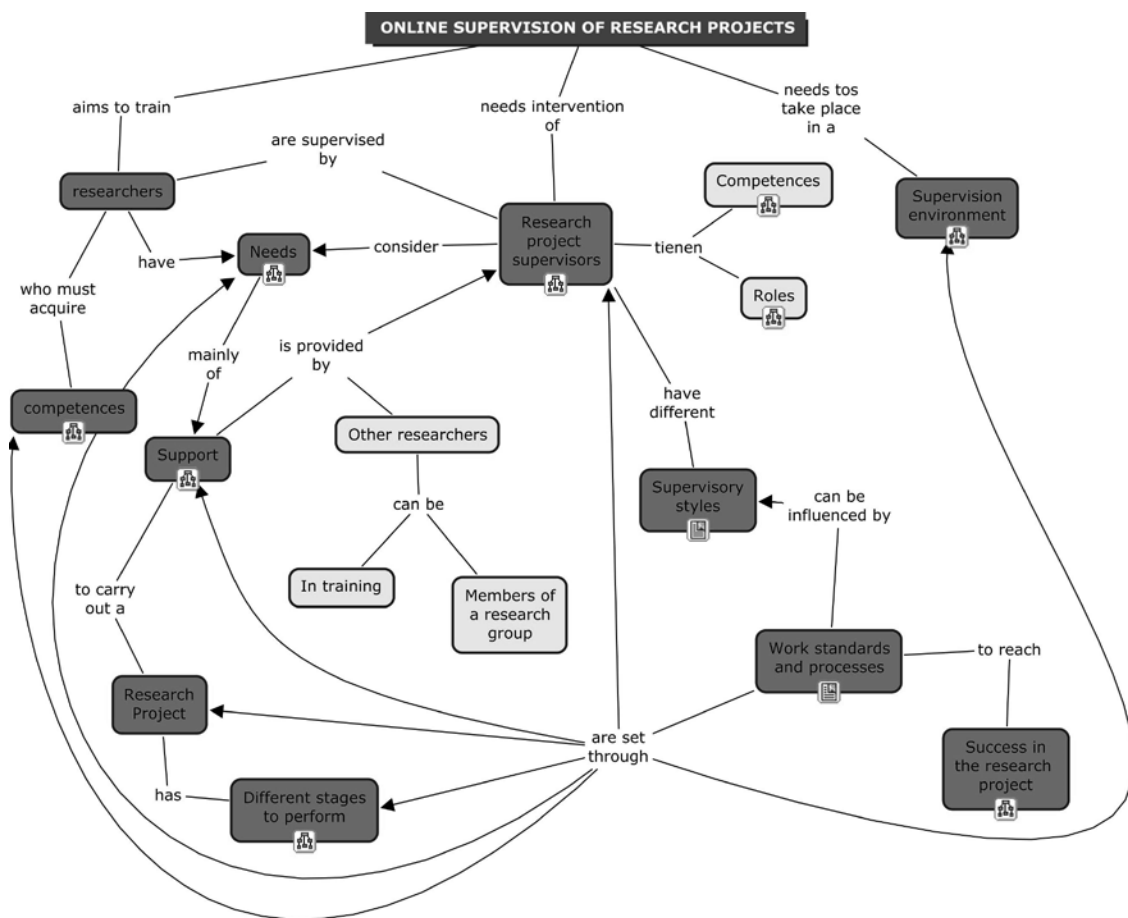 ONLINE SUPERVISION OF RESEARCH PROJECTS
aims to train
needs intervention
of
needs tos
take place
in a
are supervised
by
researchers
Competences
Supervision
environment
Research
project
supervisors
have
Needs
consider
tienen
who must
acquire
Roles
mainly
of
is provided
by
competences
have
different
Other researchers
Support
Supervisory
styles
can be
influenced by
can be
In training
Members of
a research
group
to carry
out a
Work standards
and processes
to reach
Research
Project
are set
through
Success in
the research
project
has
Different stages
to perform